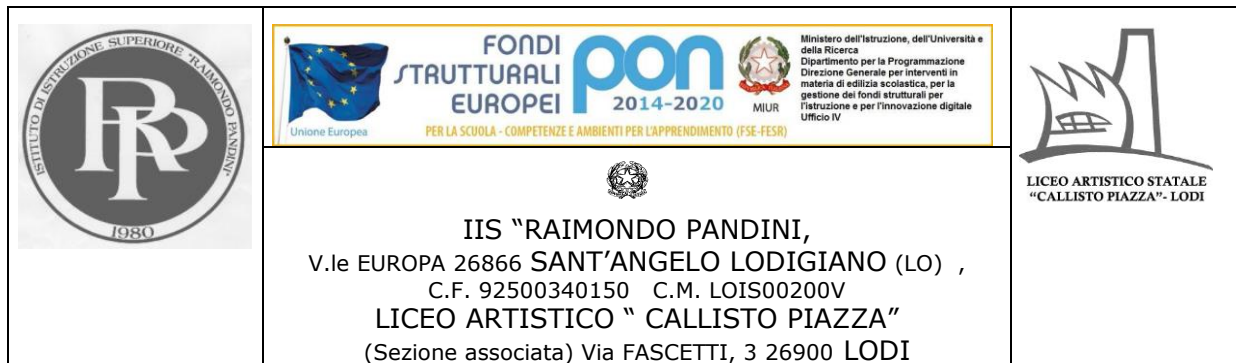 ISTITUTO DI ISTRUZIONE SUPERIORE "RAIMONDO PANDINI"
RP
1980
Unione Europea
FONDI
STRUTTURALI
EUROPEI
pon
2014-2020
MIUR
Ministero dell'Istruzione, dell'Università e
della Ricerca
Dipartimento per la Programmazione
Direzione Generale per interventi in
materia di edilizia scolastica, per la
gestione dei fondi strutturali per
l'istruzione e per l'innovazione digitale
Ufficio IV
PER LA SCUOLA - COMPETENZE E AMBIENTI PER L'APPRENDIMENTO (FSE-FESR)
IIS "RAIMONDO PANDINI,
V.le EUROPA 26866 SANT'ANGELO LODIGIANO (LO) ,
C.F. 92500340150 C.M. LOIS00200V
LICEO ARTISTICO " CALLISTO PIAZZA"
(Sezione associata) Via FASCETTI, 3 26900 LODI
LICEO ARTISTICO STATALE
"CALLISTO PIAZZA"- LODI